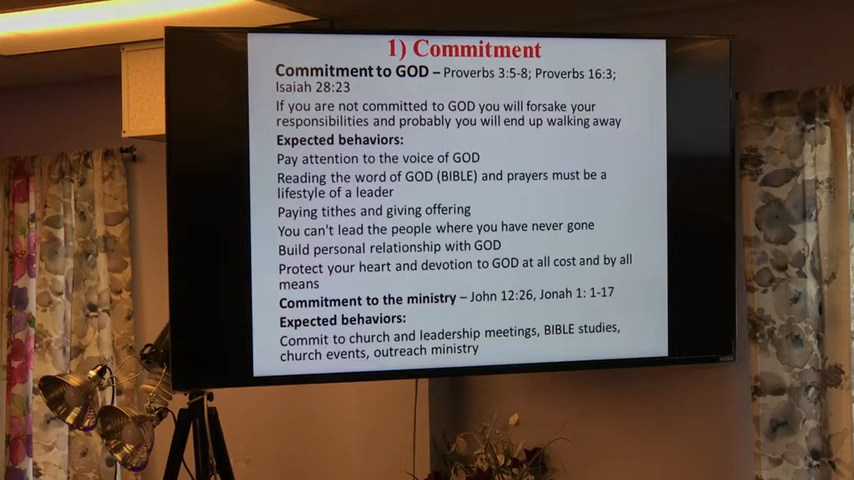 1) Commitment
Commitment to GOD – Proverbs 3:5-8; Proverbs 16:3;
Isaiah 28:23
If you are not committed to GOD you will forsake your
responsibilities and probably you will end up walking away
Expected behaviors:
Pay attention to the voice of GOD
Reading the word of GOD (BIBLE) and prayers must be a
lifestyle of a leader
Paying tithes and giving offering
You can't lead the people where you have never gone
Build personal relationship with GOD
Protect your heart and devotion to GOD at all cost and by all
means
Commitment to the ministry – John 12:26, Jonah 1: 1-17
Expected behaviors:
Commit to church and leadership meetings, BIBLE studies,
church events, outreach ministry